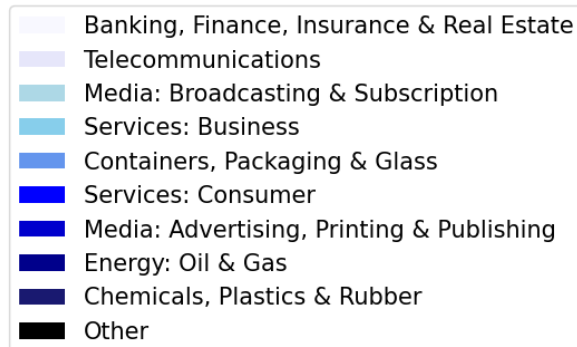 Banking, Finance, Insurance & Real Estate
Telecommunications
Media: Broadcasting & Subscription
Services: Business
Containers, Packaging & Glass
Services: Consumer
Media: Advertising, Printing & Publishing
Energy: Oil & Gas
Chemicals, Plastics & Rubber
Other